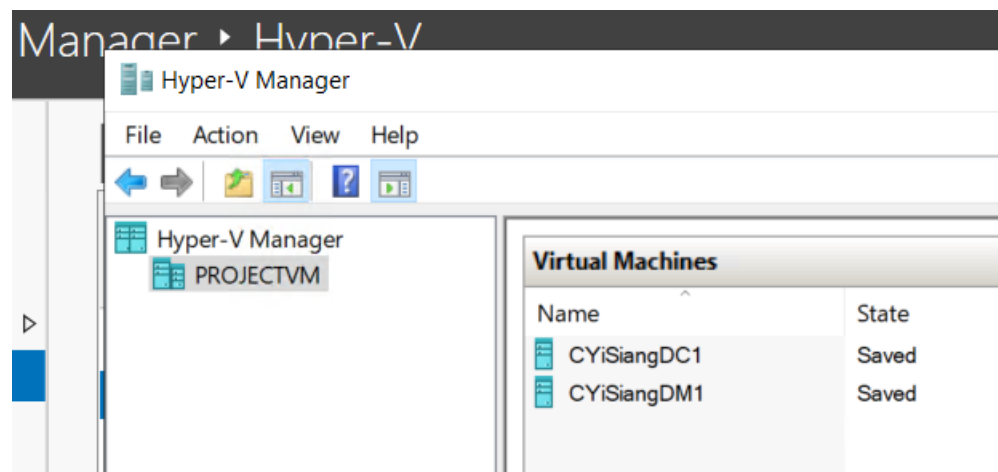 Manager ‣ Hyper-V
Hyper-V Manager
File Action View Help
Hyper-V Manager
PROJECTVM
Virtual Machines
Name State
CYiSiangDC1 Saved
CYiSiangDM1 Saved